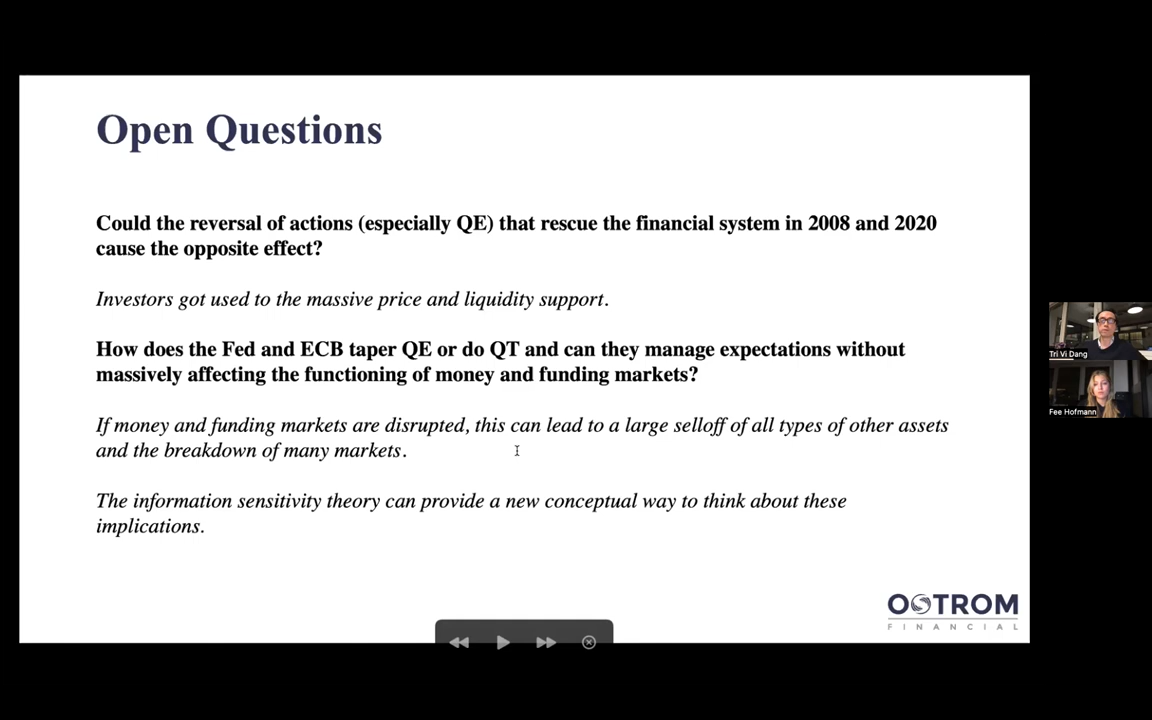 Open Questions
Could the reversal of actions (especially QE) that rescue the financial system in 2008 and 2020
cause the opposite effect?
Investors got used to the massive price and liquidity support.
How does the Fed and ECB taper QE or do QT and can they manage expectations without
massively affecting the functioning of money and funding markets?
If money and funding markets are disrupted, this can lead to a large selloff of all types of other assets
and the breakdown of many markets.
The information sensitivity theory can provide a new conceptual way to think about these
implications.
OSTROM
FINANCIAL
Tri Vi Dang
Fee Hofmann